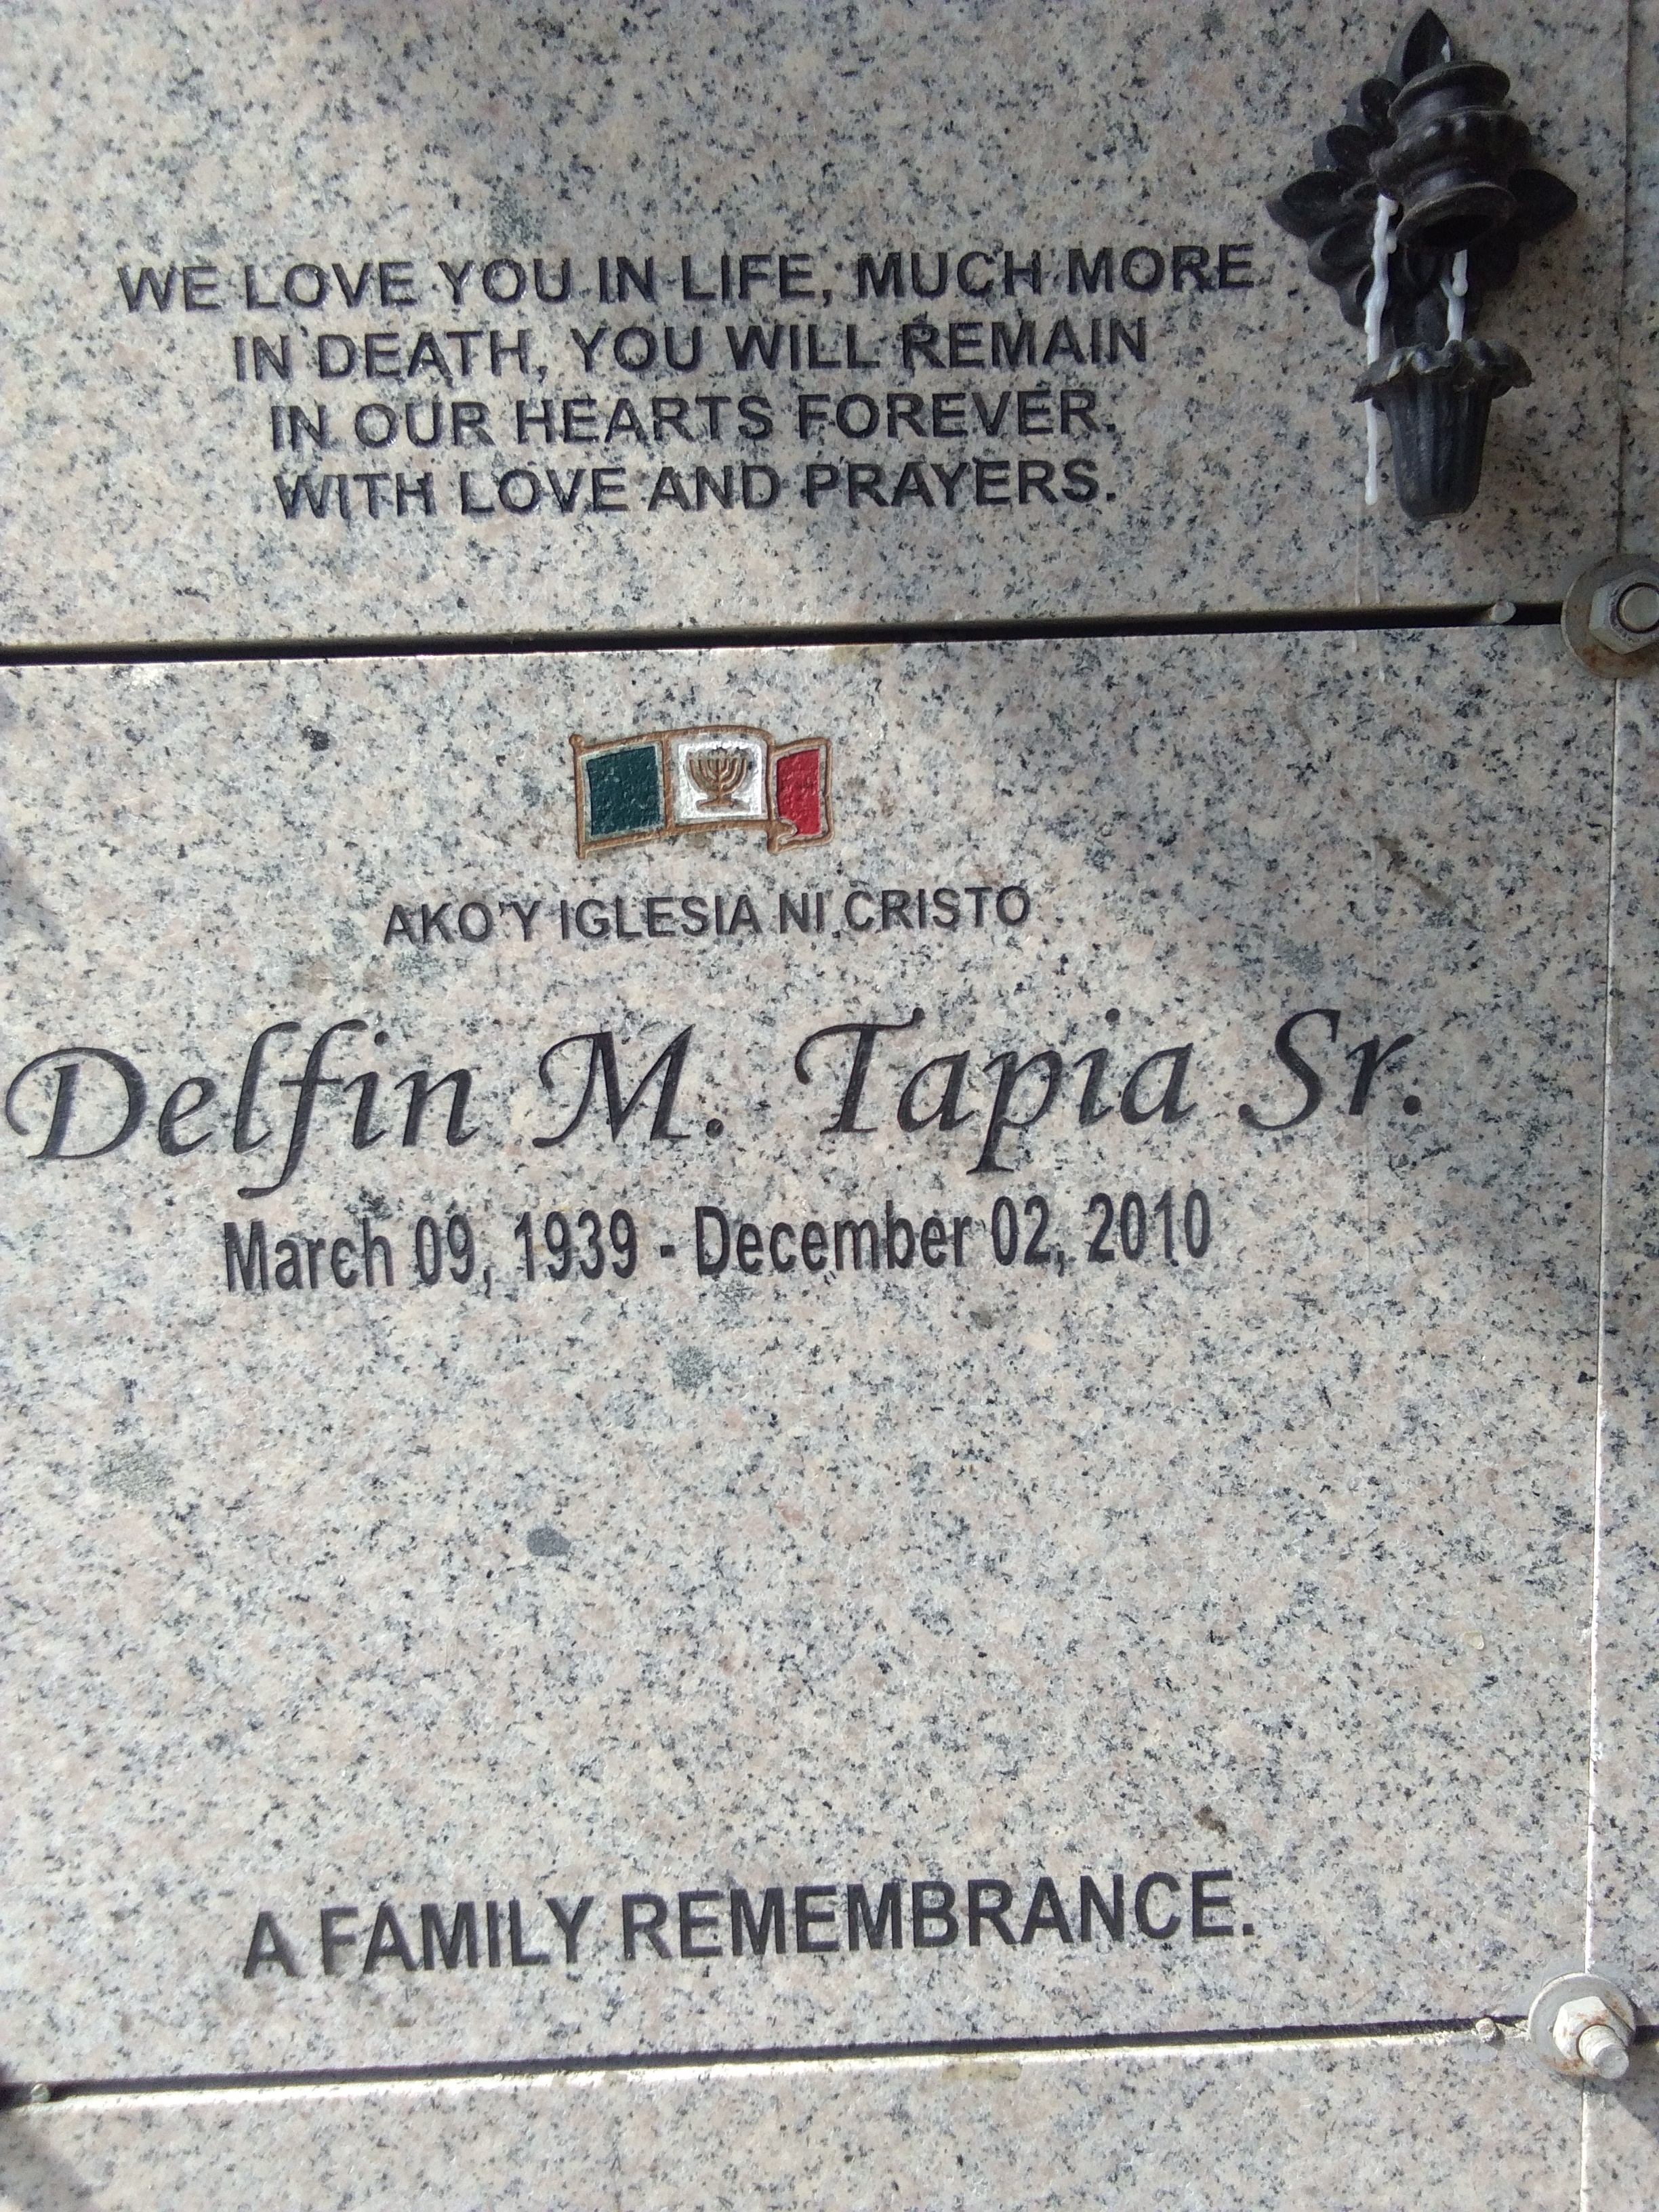 WE LOVE YOU IN LIFE, MUCH MORE
IN DEATH, YOU WILL REMAIN
IN OUR HEARTS FOREVER.
WITH LOVE AND PRAYERS.
AKO'Y IGLESIA NI CRISTO
Delfin M. Tapia Sr.
March 09, 1939 - December 02, 2010
A FAMILY REMEMBRANCE.